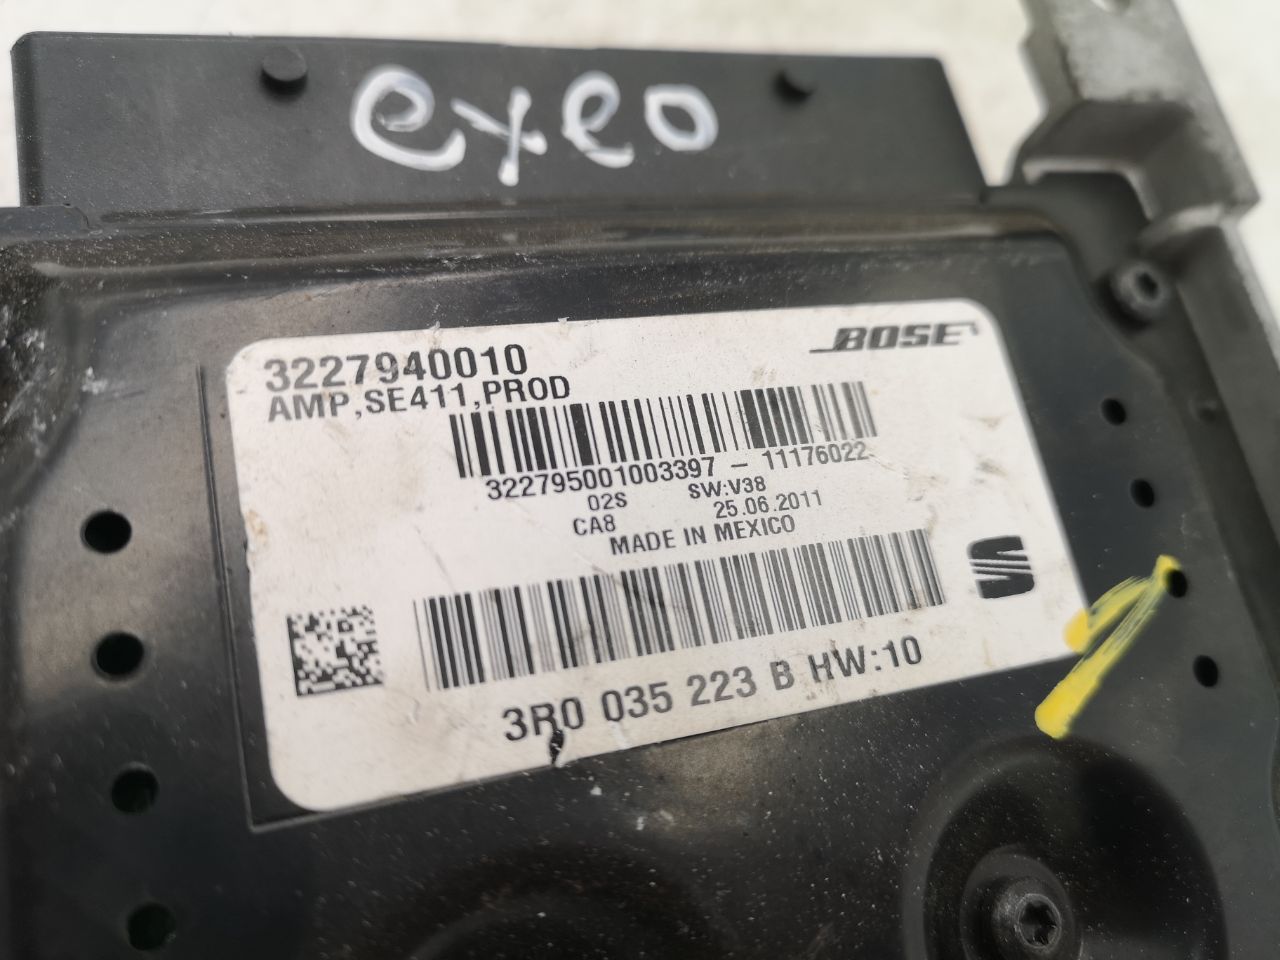 exeo
BOSE
3227940010
AMP,SE411,PROD
322795001003397 - 11176022
02S SW:V38
CA8 25.06.2011
MADE IN MEXICO
3R0 035 223 B HW:10